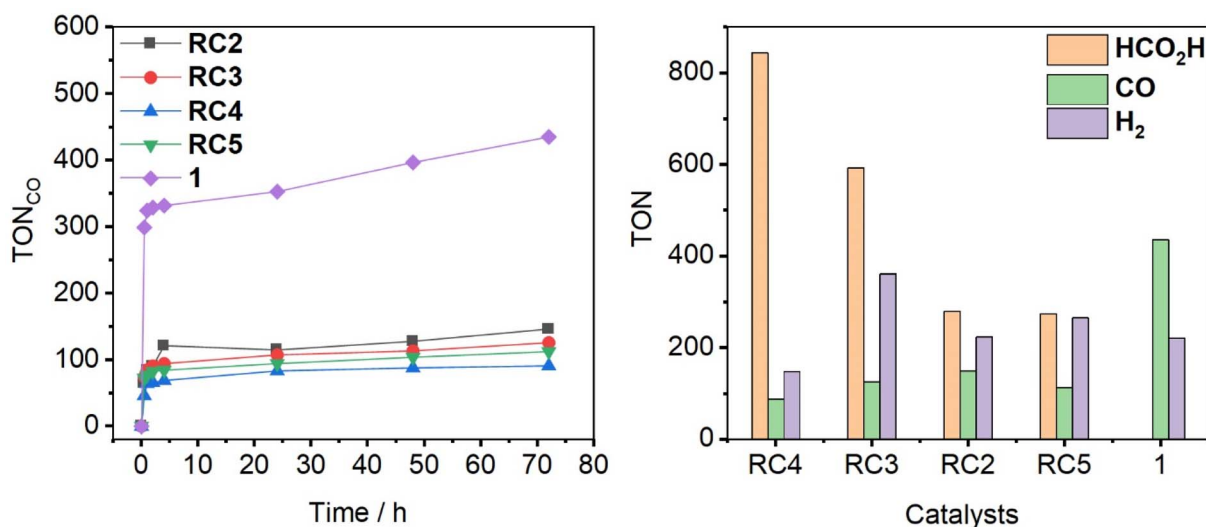 600
500
400
300
200
100
0
TON_CO
RC2
RC3
RC4
RC5
1
0 10 20 30 40 50 60 70 80
Time / h
800
600
400
200
0
TON
HCO₂H
CO
H₂
RC4 RC3 RC2 RC5 1
Catalysts